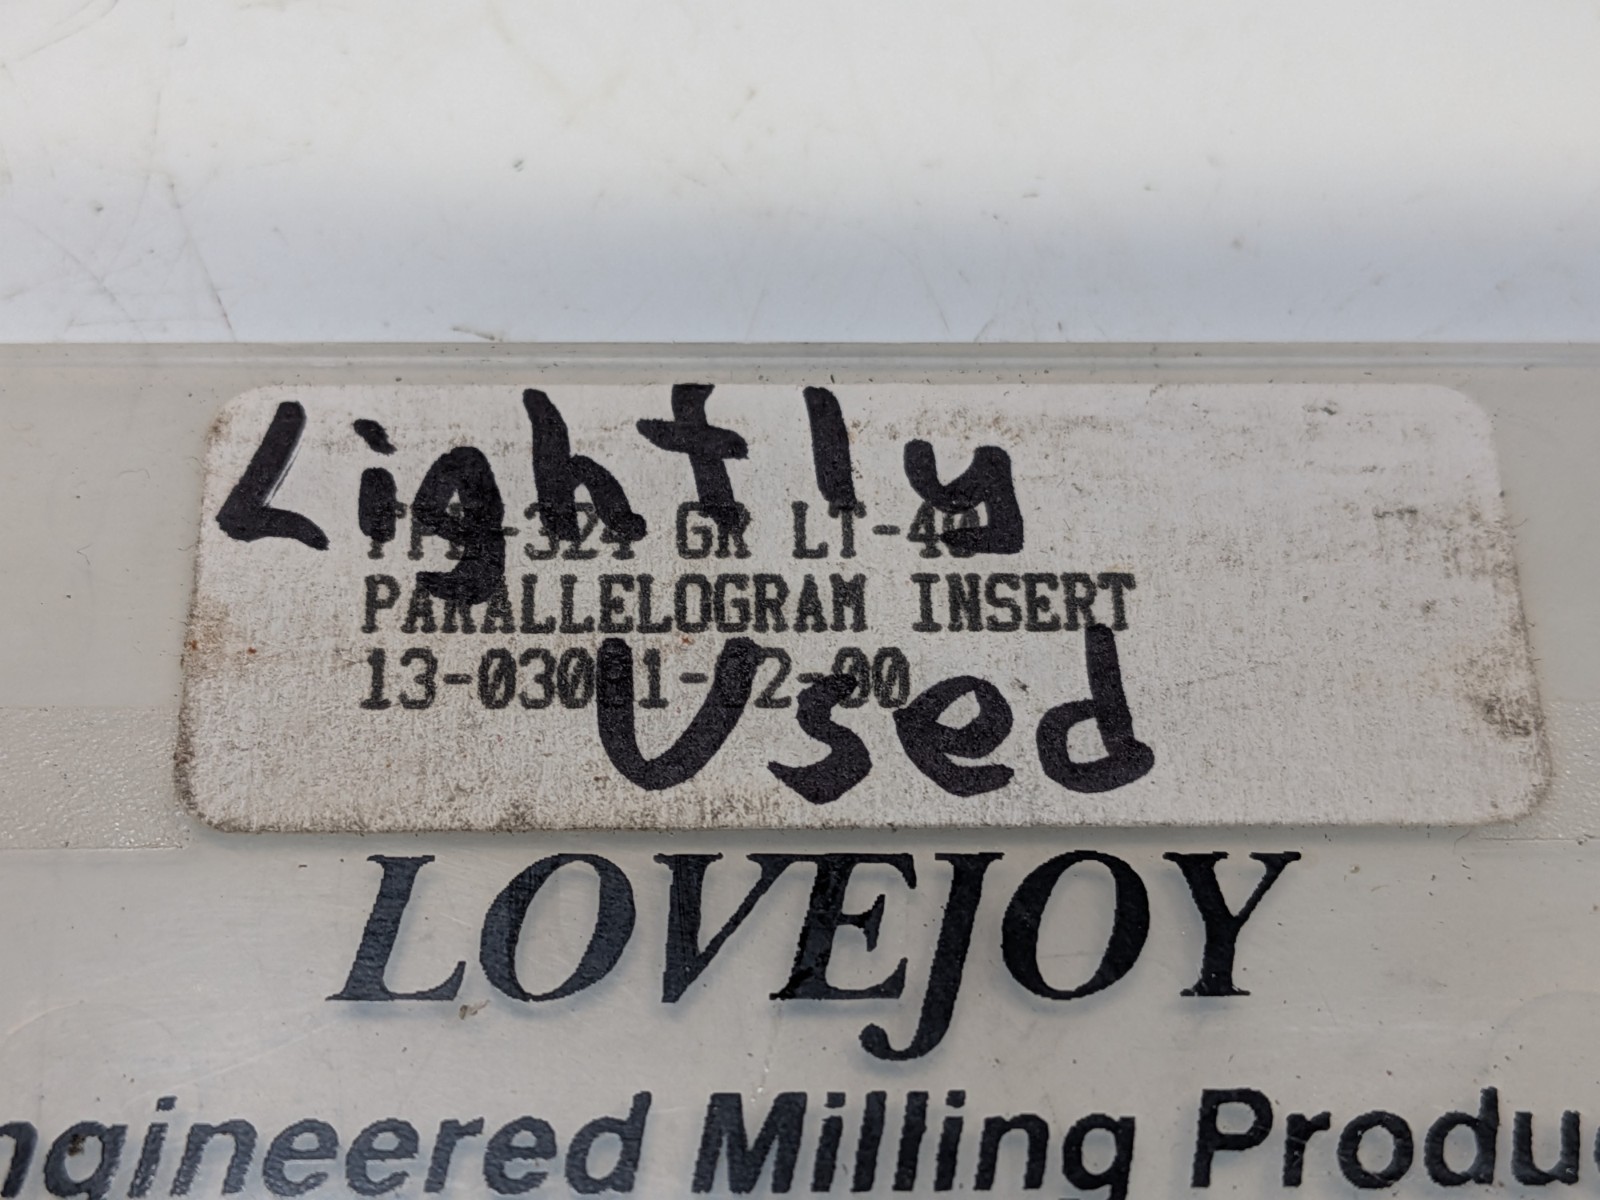 Lightly
GR LT-40
PARALLELOGRAM INSERT
Used
LOVEJOY
ngineered Milling Produ